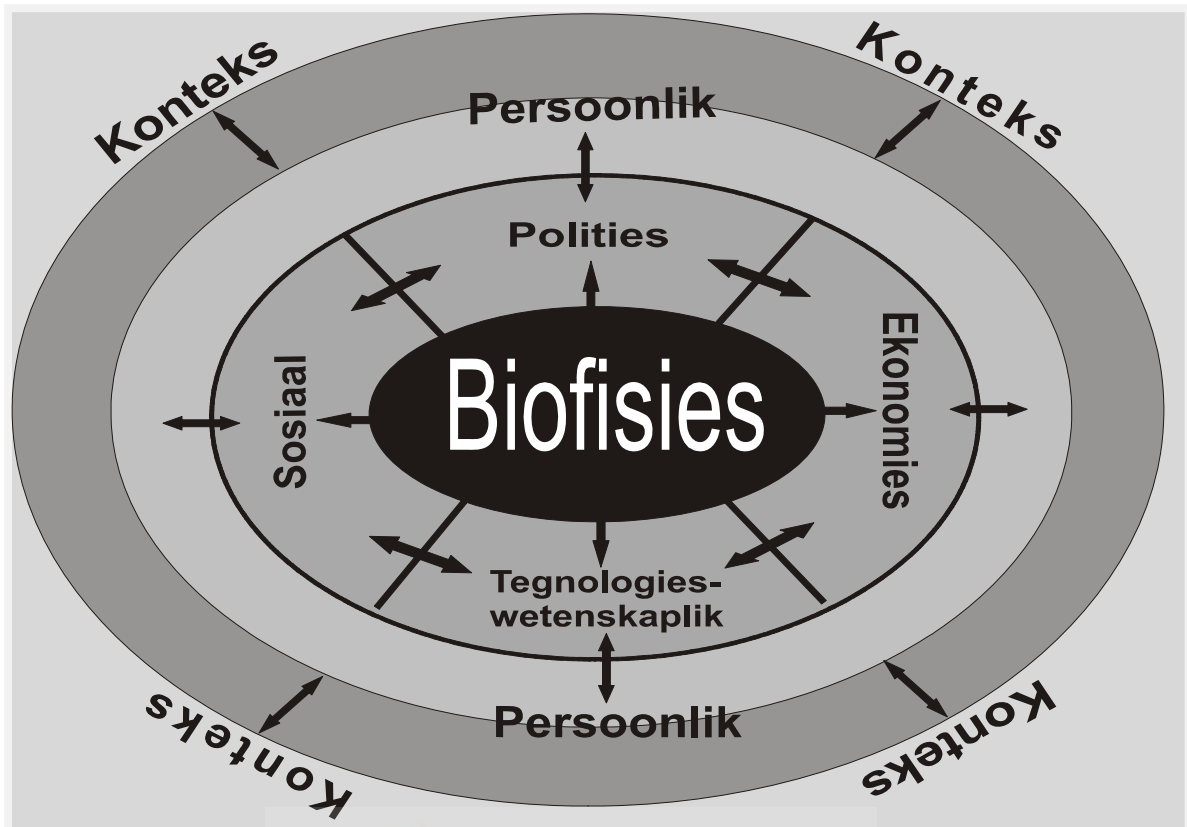 Konteks
Konteks
Persoonlik
Polities
Sosiaal
Biofisies
Ekonomies
Tegnologies-
wetenskaplik
Persoonlik
Konteks
Konteks